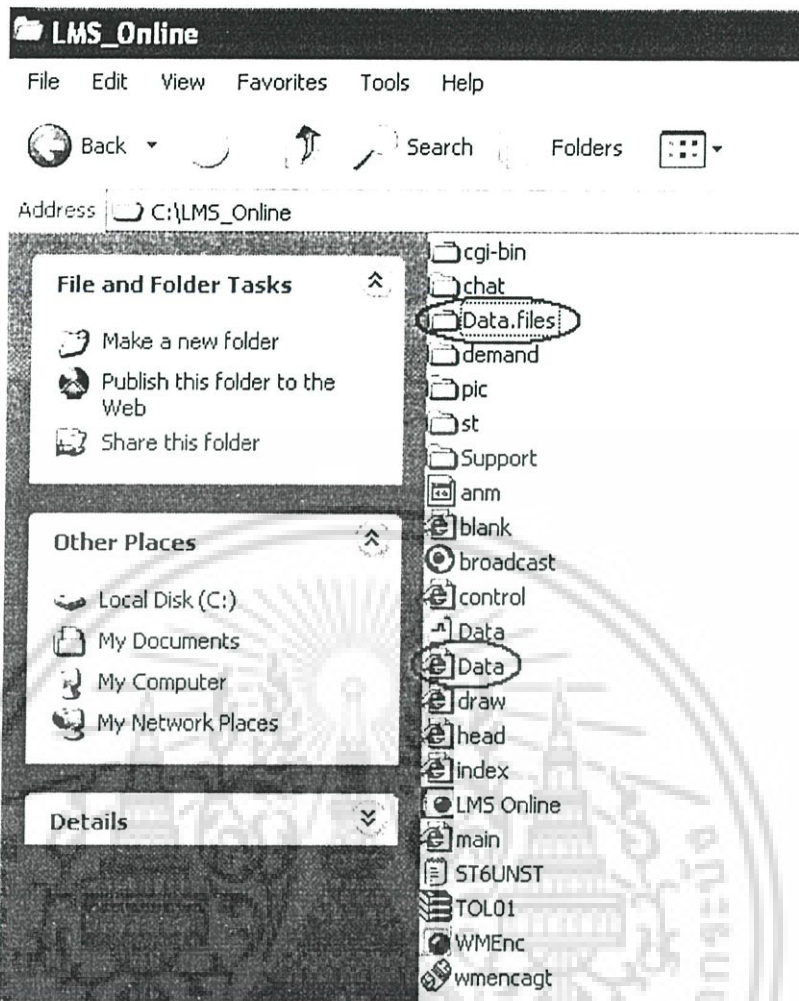 LMS_Online
File Edit View Favorites Tools Help
Back Search Folders
Address C:\LMS_Online
File and Folder Tasks
Make a new folder
Publish this folder to the
Web
Share this folder
Other Places
Local Disk (C:)
My Documents
My Computer
My Network Places
Details
cgi-bin
chat
Data.files
demand
pic
st
Support
anm
blank
broadcast
control
Data
Data
draw
head
index
LMS Online
main
ST6UNST
TOL01
WMEnc
wmencagt